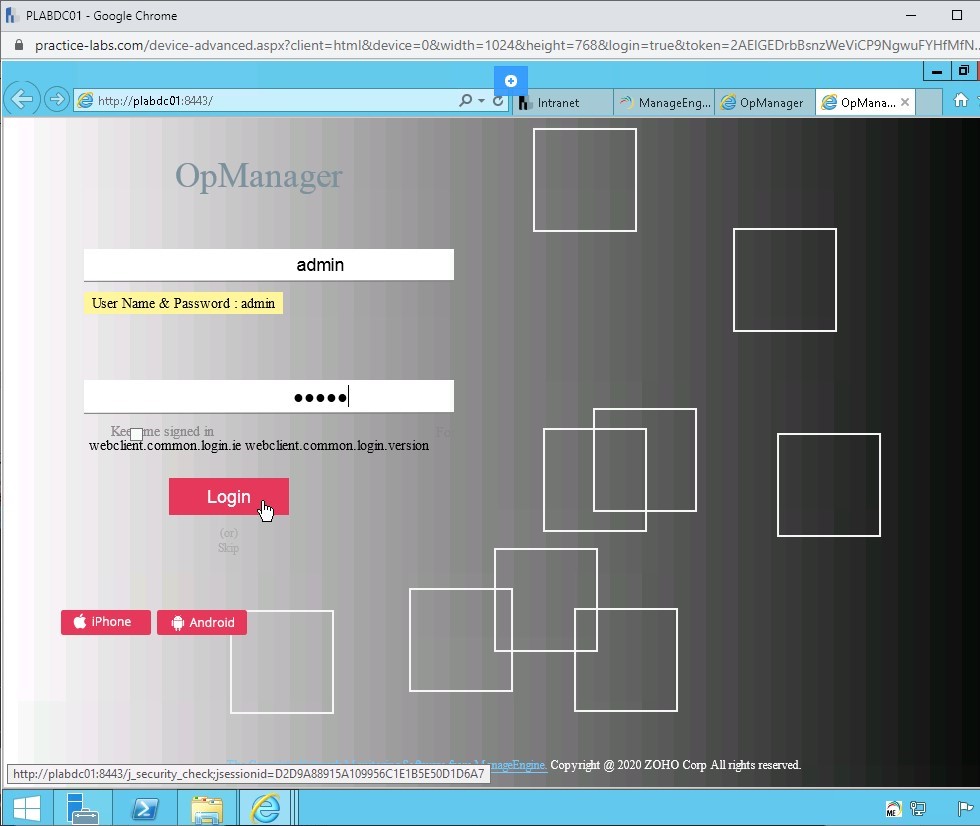 PLABDC01 - Google Chrome
practice-labs.com/device-advanced.aspx?client=html&device=0&width=1024&height=768&login=true&token=2AEIGEDrbBsnzWeViCP9NgwuFYHfMfN...
http://plabdc01:8443/
Intranet
ManageEng...
OpManager
OpMana...
OpManager
admin
User Name & Password : admin
me signed in
webclient.common.login.ie webclient.common.login.version
Login
(or)
Skip
iPhone
Android
ManageEngine. Copyright @ 2020 ZOHO Corp All rights reserved.
http://plabdc01:8443/j_security_check;jsessionid=D2D9A88915A109956C1E1B5E50D1D6A7
ME